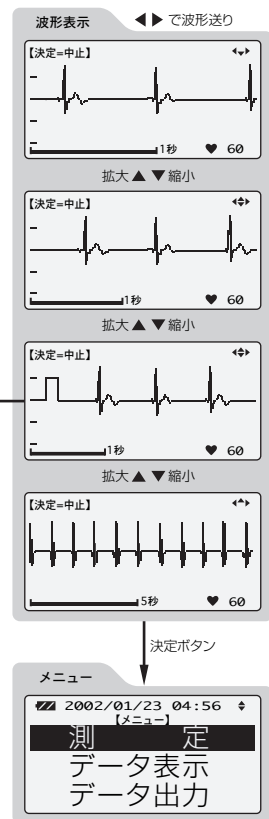 波形表示 ◀ ▶ で波形送り
【決定=中止】
1秒 ♥ 60
拡大 ▲ ▼ 縮小
【決定=中止】
1秒 ♥ 60
拡大 ▲ ▼ 縮小
【決定=中止】
1秒 ♥ 60
拡大 ▲ ▼ 縮小
【決定=中止】
5秒 ♥ 60
決定ボタン
メニュー
2002/01/23 04:56
【メニュー】
測 定
データ表示
データ出力